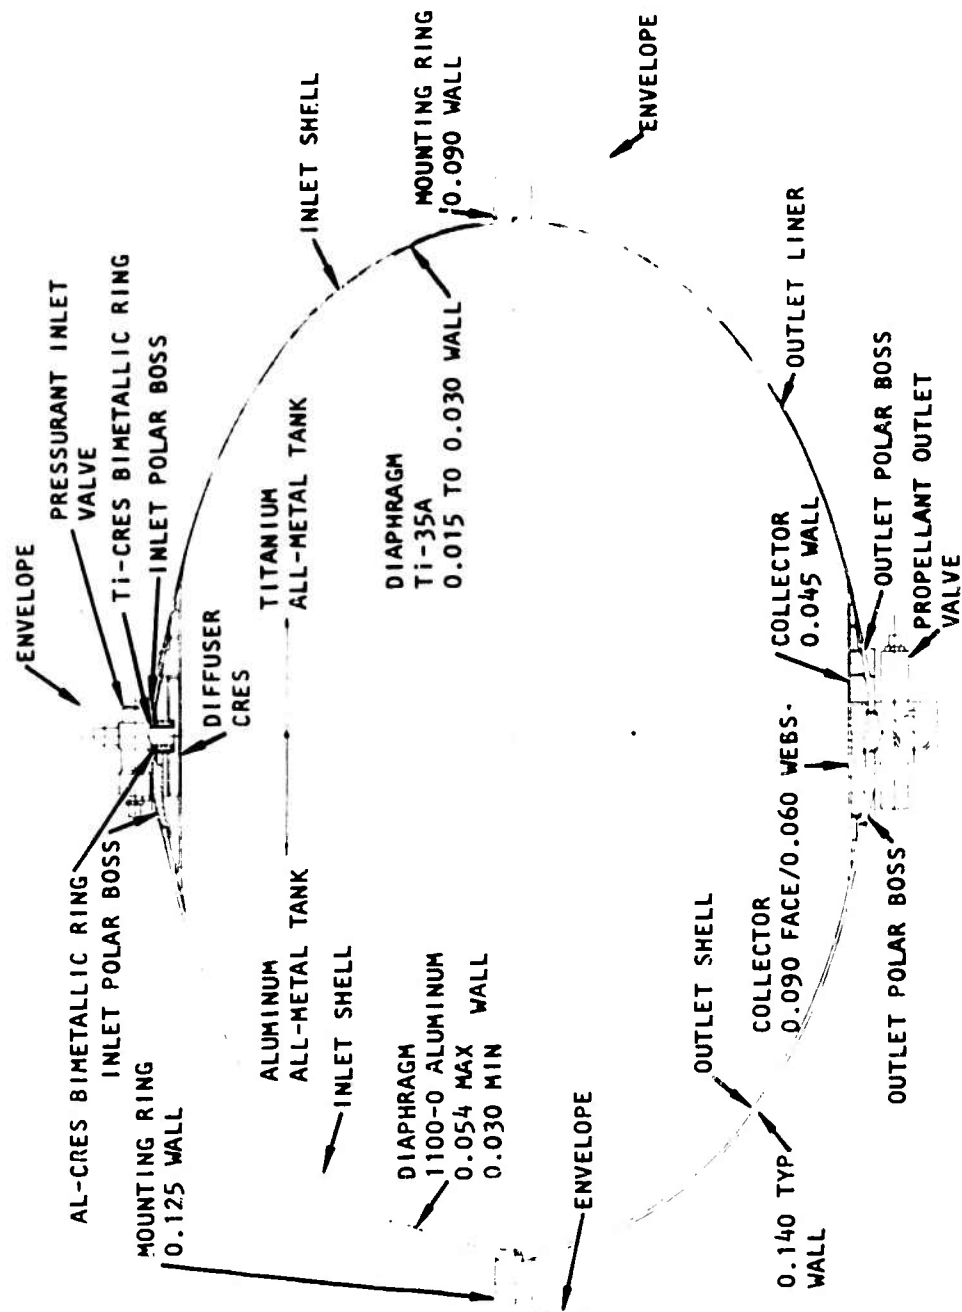 ENVELOPE
PRESSURANT INLET
VALVE
Ti-CRES BIMETALLIC RING
INLET POLAR BOSS
INLET SHELL
MOUNTING RING
0.090 WALL
ENVELOPE
AL-CRES BIMETALLIC RING
INLET POLAR BOSS
MOUNTING RING
0.125 WALL
DIFFUSER
CRES
ALUMINUM
ALL-METAL TANK
TITANIUM
ALL-METAL TANK
INLET SHELL
DIAPHRAGM
1100-0 ALUMINUM
0.054 MAX WALL
0.030 MIN
DIAPHRAGM
Ti-35A
0.015 TO 0.030 WALL
ENVELOPE
OUTLET SHELL
0.140 TYP
WALL
COLLECTOR
0.090 FACE/0.060 WEBS
COLLECTOR
0.045 WALL
OUTLET LINER
OUTLET POLAR BOSS
OUTLET POLAR BOSS
PROPELLANT OUTLET
VALVE